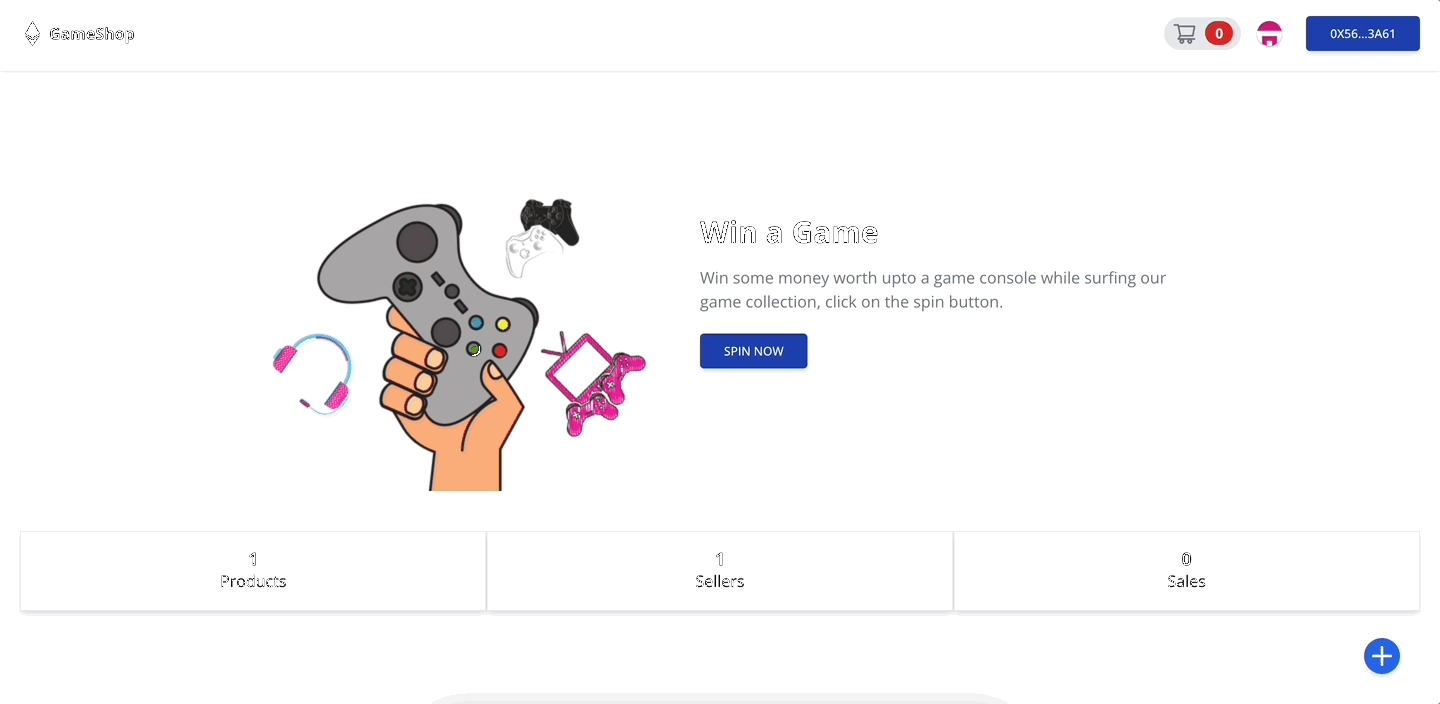 GameShop
0
0X56...3A61
Win a Game
Win some money worth upto a game console while surfing our
game collection, click on the spin button.
SPIN NOW
1
Products
1
Sellers
0
Sales